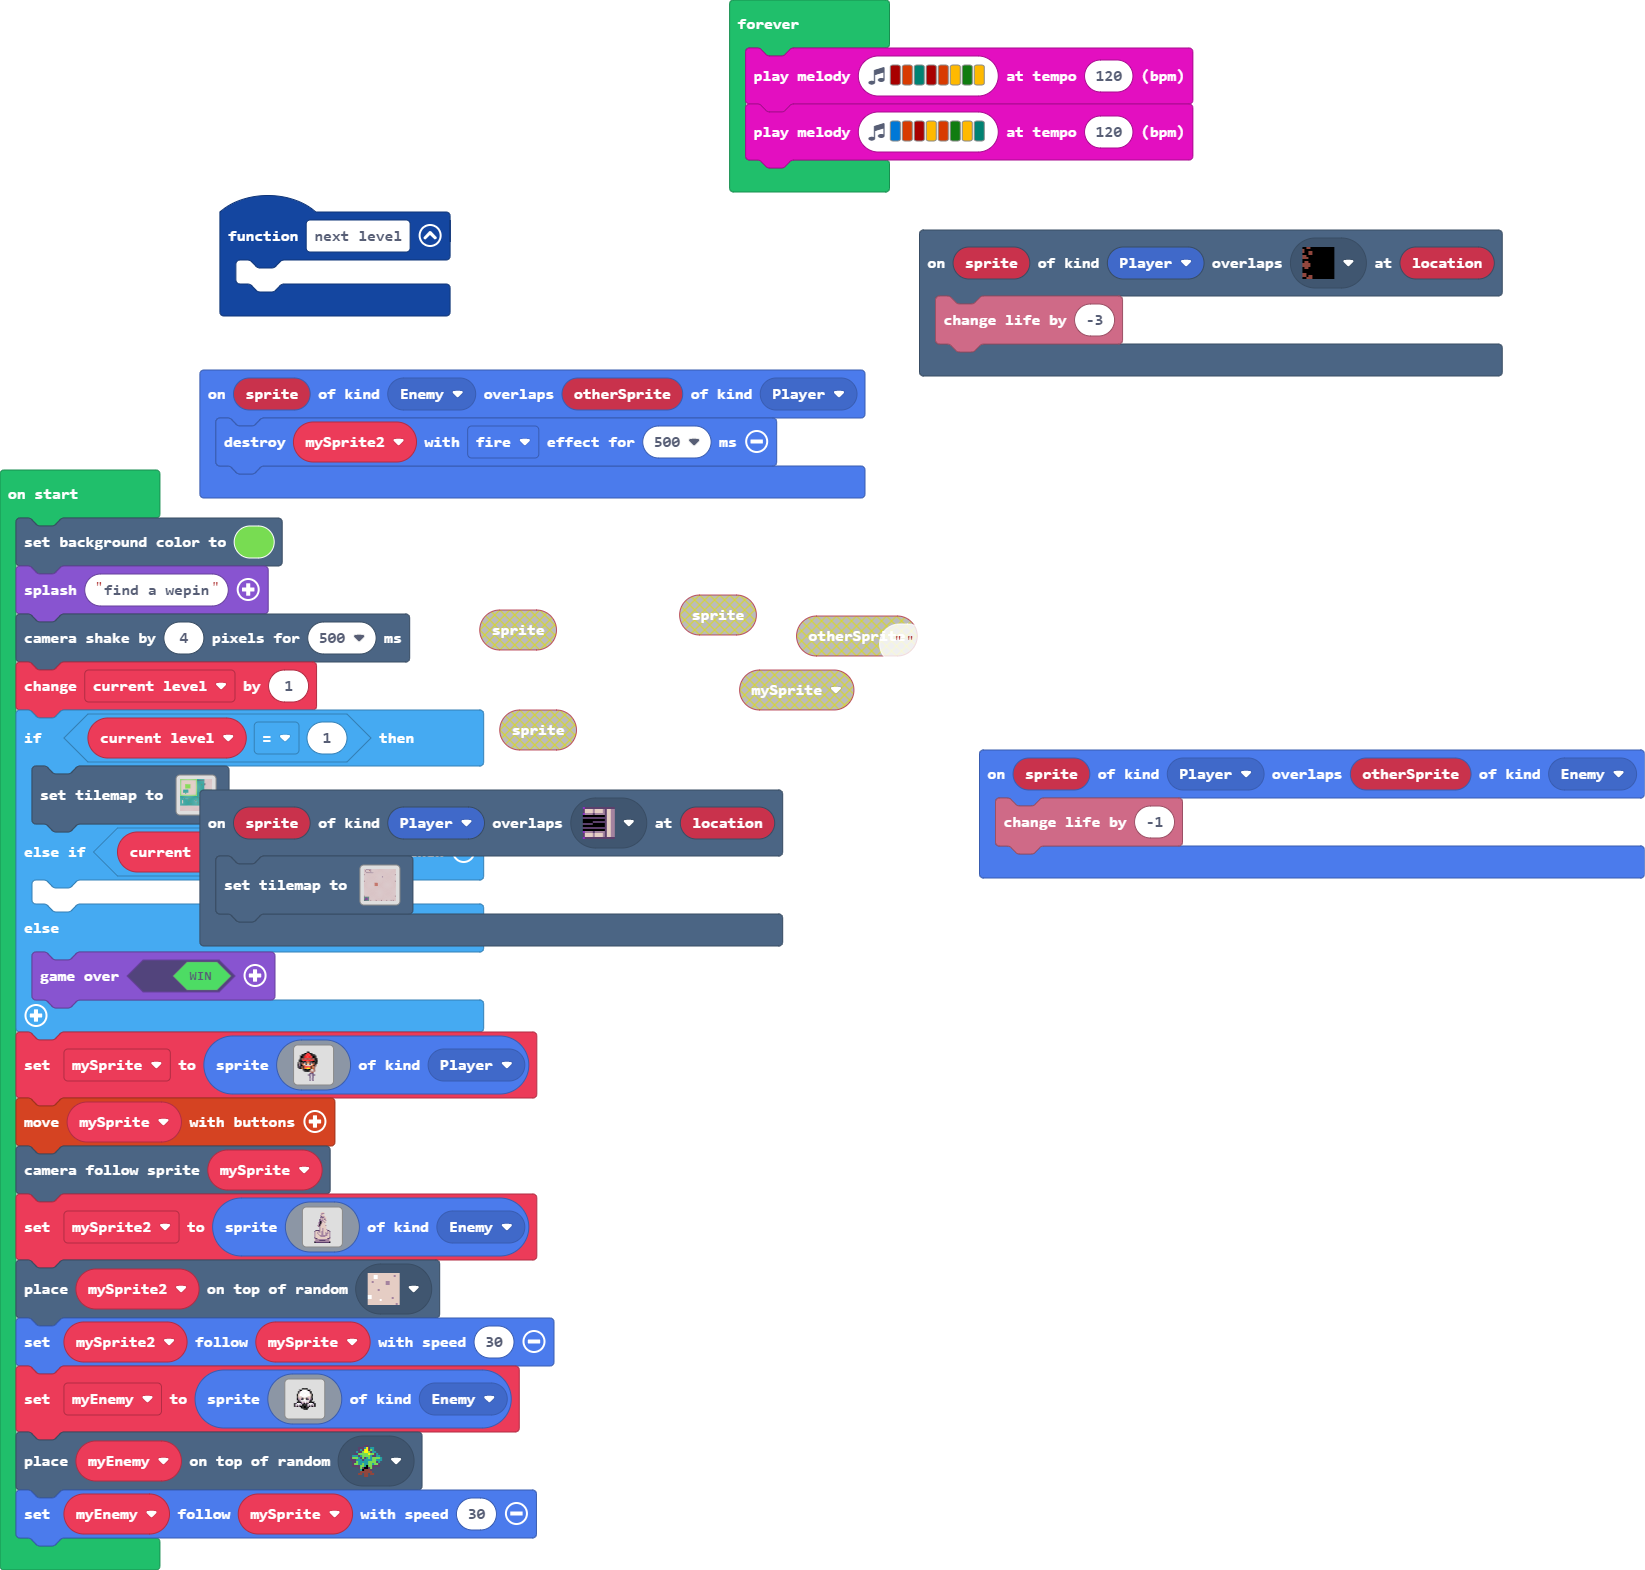 forever
play melody at tempo 120 (bpm)
play melody at tempo 120 (bpm)
function next level
on sprite of kind Player overlaps at location
change life by -3
on sprite of kind Enemy overlaps otherSprite of kind Player
destroy mySprite2 with fire effect for 500 ms
on start
set background color to
splash "find a wepin"
camera shake by 4 pixels for 500 ms
change current level by 1
if current level = 1 then
set tilemap to
else if current
else
game over WIN
sprite
sprite
otherSprit " "
mySprite
sprite
on sprite of kind Player overlaps at location
set tilemap to
on sprite of kind Player overlaps otherSprite of kind Enemy
change life by -1
set mySprite to sprite of kind Player
move mySprite with buttons
camera follow sprite mySprite
set mySprite2 to sprite of kind Enemy
place mySprite2 on top of random
set mySprite2 follow mySprite with speed 30
set myEnemy to sprite of kind Enemy
place myEnemy on top of random
set myEnemy follow mySprite with speed 30